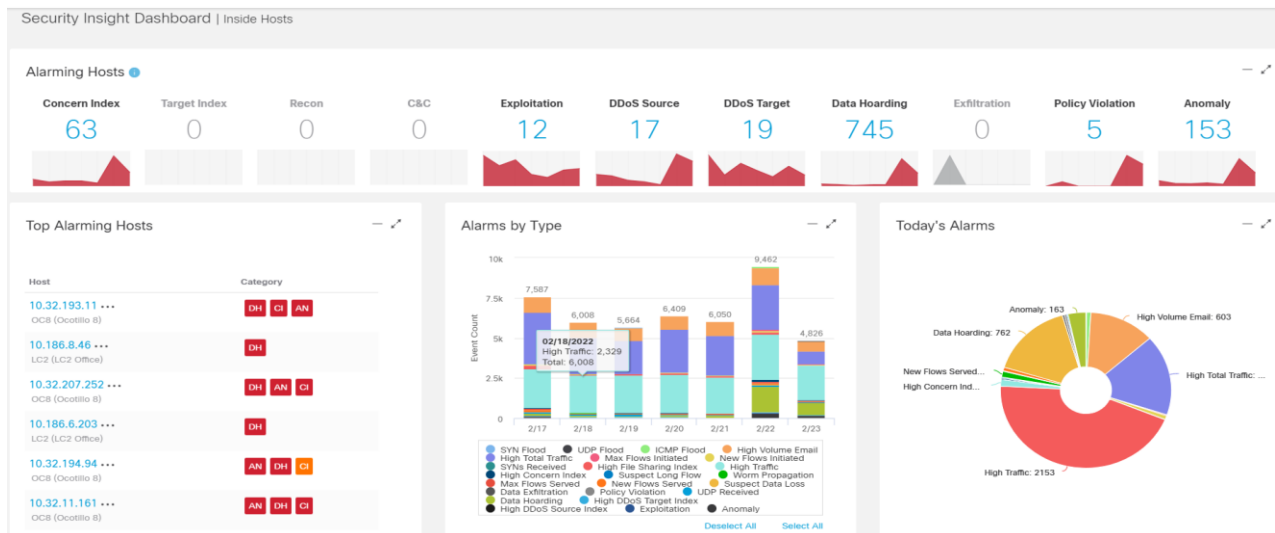 Security Insight Dashboard | Inside Hosts
Alarming Hosts
Concern Index Target Index Recon C&C Exploitation DDoS Source DDoS Target Data Hoarding Exfiltration Policy Violation Anomaly
63 0 0 0 12 17 19 745 0 5 153
Top Alarming Hosts
Host Category
10.32.193.11 ••• DH CI AN
OC8 (Ocotillo 8)
10.186.8.46 ••• DH
LC2 (LC2 Office)
10.32.207.252 ••• DH AN CI
OC8 (Ocotillo 8)
10.186.6.203 ••• DH
LC2 (LC2 Office)
10.32.194.94 ••• AN DH CI
OC8 (Ocotillo 8)
10.32.11.161 ••• AN DH CI
OC8 (Ocotillo 8)
Alarms by Type
10k
7.5k
5k
2.5k
0
Event Count
7,587 6,008 5,664 6,409 6,050 9,462 4,826
02/18/2022
High Traffic: 2,329
Total: 6,008
2/17 2/18 2/19 2/20 2/21 2/22 2/23
SYN Flood UDP Flood ICMP Flood High Volume Email
High Total Traffic Max Flows Initiated New Flows Initiated
SYNs Received High File Sharing Index High Traffic
High Concern Index Suspect Long Flow Worm Propagation
Max Flows Served New Flows Served Suspect Data Loss
Data Exfiltration Policy Violation UDP Received
Data Hoarding High DDoS Target Index
High DDoS Source Index Exploitation Anomaly
Deselect All Select All
Today's Alarms
Anomaly: 163
High Volume Email: 603
Data Hoarding: 762
New Flows Served...
High Total Traffic: ...
High Concern Ind...
High Traffic: 2153